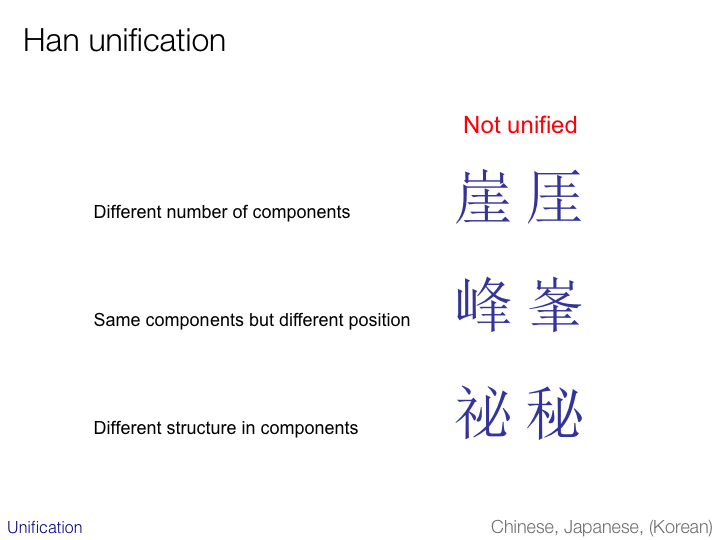 Han unification
Not unified
Different number of components 崖 厓
Same components but different position 峰 峯
Different structure in components 祕 秘
Unification
Chinese, Japanese, (Korean)